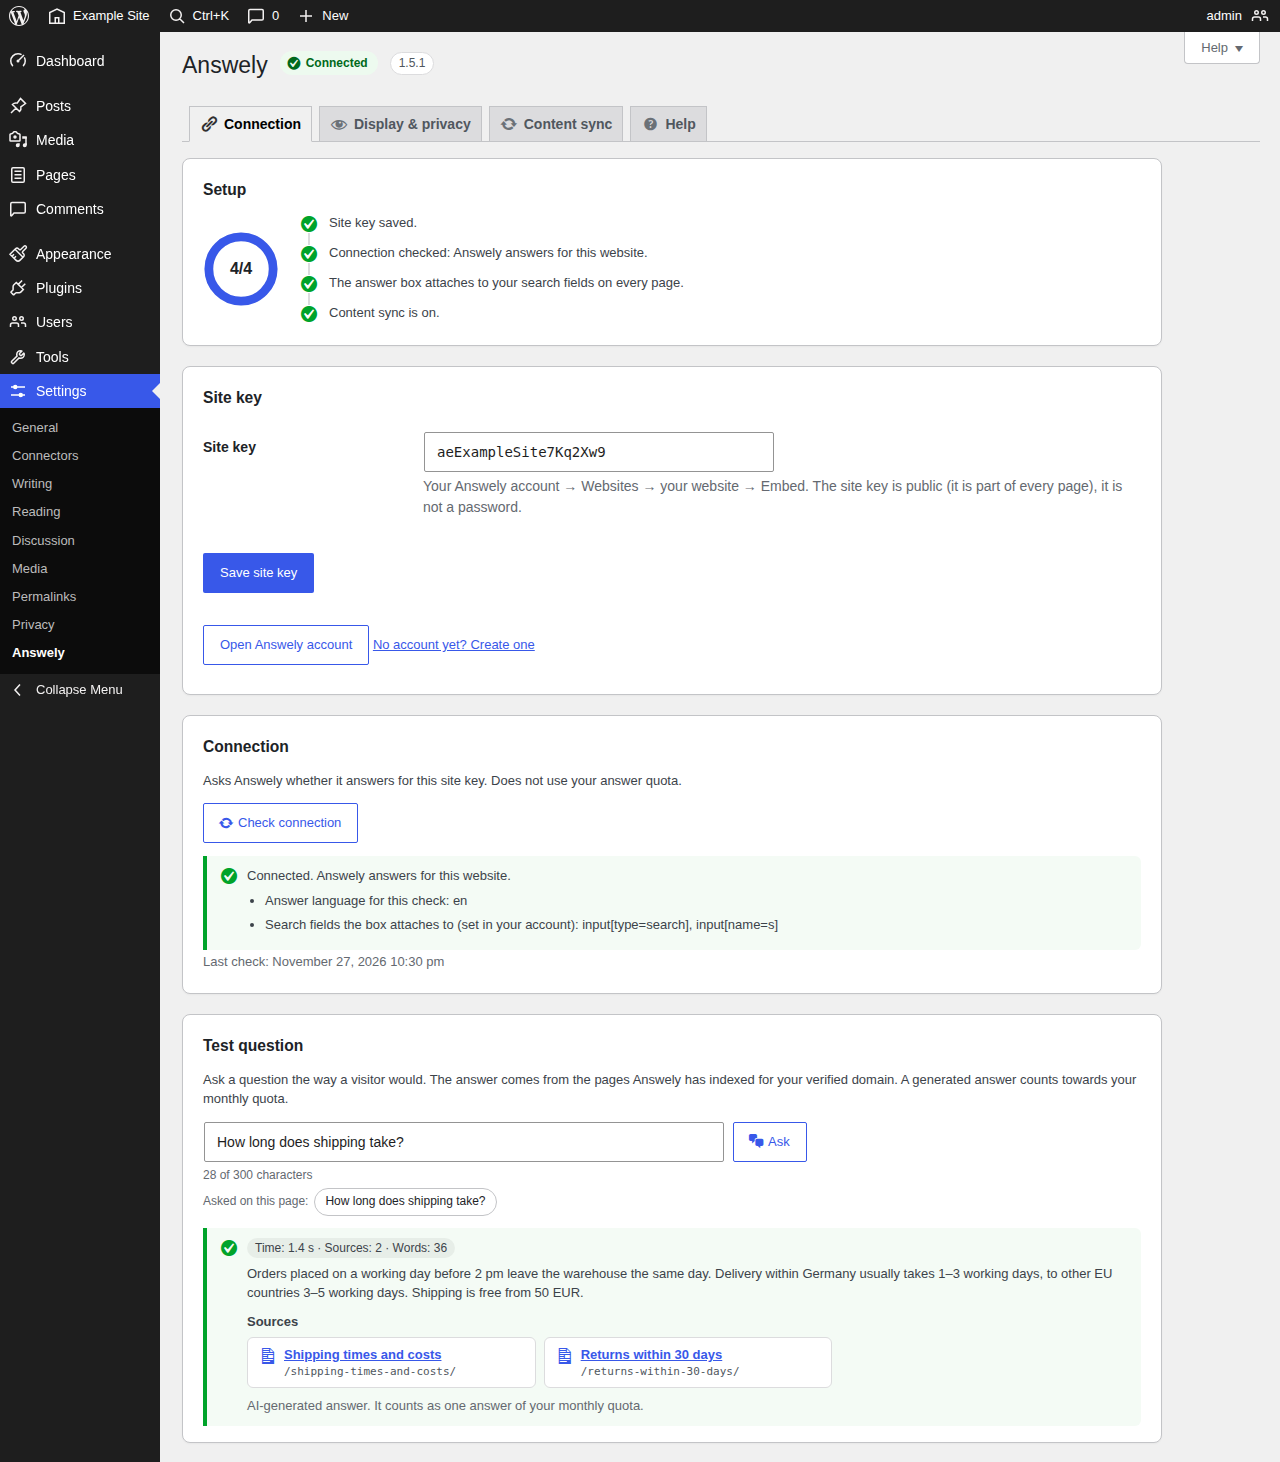 Example Site
Ctrl+K
0
New
admin
Help
Dashboard
Posts
Media
Pages
Comments
Appearance
Plugins
Users
Tools
Settings
General
Connectors
Writing
Reading
Discussion
Media
Permalinks
Privacy
Answely
Collapse Menu
Answely
Connected
1.5.1
Connection
Display & privacy
Content sync
Help
Setup
4/4
Site key saved.
Connection checked: Answely answers for this website.
The answer box attaches to your search fields on every page.
Content sync is on.
Site key
Site key
aeExampleSite7Kq2Xw9
Your Answely account → Websites → your website → Embed. The site key is public (it is part of every page), it is
not a password.
Save site key
Open Answely account
No account yet? Create one
Connection
Asks Answely whether it answers for this site key. Does not use your answer quota.
Check connection
Connected. Answely answers for this website.
• Answer language for this check: en
• Search fields the box attaches to (set in your account): input[type=search], input[name=s]
Last check: November 27, 2026 10:30 pm
Test question
Ask a question the way a visitor would. The answer comes from the pages Answely has indexed for your verified domain. A generated answer counts towards your
monthly quota.
How long does shipping take?
Ask
28 of 300 characters
Asked on this page: How long does shipping take?
Time: 1.4 s · Sources: 2 · Words: 36
Orders placed on a working day before 2 pm leave the warehouse the same day. Delivery within Germany usually takes 1–3 working days, to other EU
countries 3–5 working days. Shipping is free from 50 EUR.
Sources
Shipping times and costs
/shipping-times-and-costs/
Returns within 30 days
/returns-within-30-days/
AI-generated answer. It counts as one answer of your monthly quota.